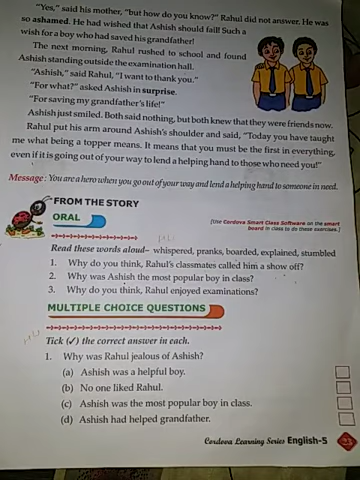 "Yes," said his mother, "but how do you know?" Rahul did not answer. He was
so ashamed. He had wished that Ashish should fail! Such a
wish for a boy who had saved his grandfather!
The next morning, Rahul rushed to school and found
Ashish standing outside the examination hall.
"Ashish," said Rahul, "I want to thank you."
"For what?" asked Ashish in surprise.
"For saving my grandfather's life!"
Ashish just smiled. Both said nothing, but both knew that they were friends now.
Rahul put his arm around Ashish's shoulder and said, "Today you have taught
me what being a topper means. It means that you must be the first in everything,
even if it is going out of your way to lend a helping hand to those who need you!"
Message : You are a hero when you go out of your way and lend a helping hand to someone in need.
FROM THE STORY
ORAL
[Use Cordova Smart Class Software on the smart
board in class to do these exercises.]
Read these words aloud– whispered, pranks, boarded, explained, stumbled
1. Why do you think, Rahul's classmates called him a show off?
2. Why was Ashish the most popular boy in class?
3. Why do you think, Rahul enjoyed examinations?
MULTIPLE CHOICE QUESTIONS
Tick (✓) the correct answer in each.
1. Why was Rahul jealous of Ashish?
(a) Ashish was a helpful boy.
(b) No one liked Rahul.
(c) Ashish was the most popular boy in class.
(d) Ashish had helped grandfather.
Cordova Learning Series English-5 23